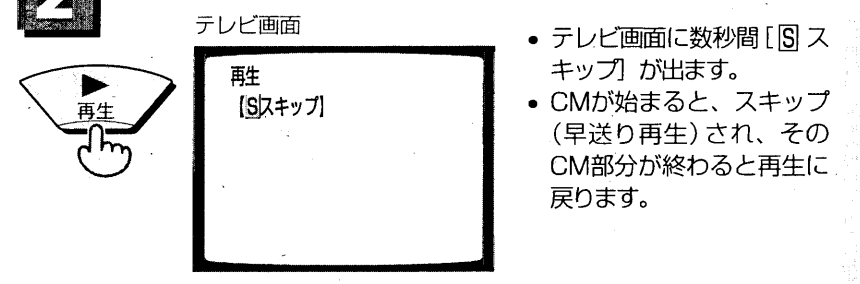 2
テレビ画面
再生
再生
【Sスキップ】
• テレビ画面に数秒間［Sス
キップ］が出ます。
• CMが始まると、スキップ
（早送り再生）され、その
CM部分が終わると再生に
戻ります。